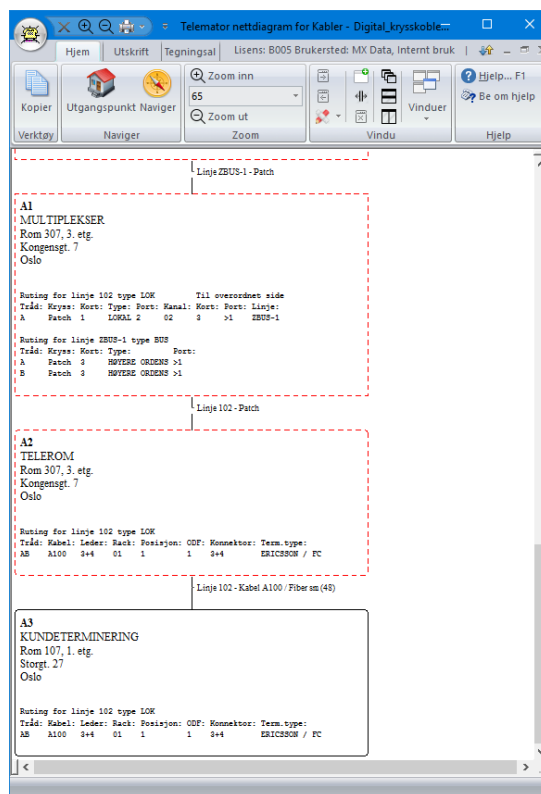 Telemator nettdiagram for Kabler - Digital_krysskoble...
Hjem Utskrift Tegningsal Lisens: B005 Brukersted: MX Data, Internt bruk
Kopier
Utgangspunkt Naviger
Zoom inn
65
Zoom ut
Vinduer
Hjelp... F1
Be om hjelp
Verktøy Naviger Zoom Vindu Hjelp
Linje ZBUS-1 - Patch
A1
MULTIPLEKSER
Rom 307, 3. etg.
Kongensgt. 7
Oslo
Ruting for linje 102 type LOK Til overordnet side
Tråd: Kryss: Kort: Type: Port: Kanal: Kort: Port: Linje:
A Patch 1 LOKAL 2 02 3 >1 ZBUS-1
Ruting for linje ZBUS-1 type BUS
Tråd: Kryss: Kort: Type: Port:
A Patch 3 HØYERE ORDENS >1
B Patch 3 HØYERE ORDENS >1
Linje 102 - Patch
A2
TELEROM
Rom 307, 3. etg.
Kongensgt. 7
Oslo
Ruting for linje 102 type LOK
Tråd: Kabel: Leder: Rack: Posisjon: ODF: Konnektor: Term.type:
AB A100 3+4 01 1 1 3+4 ERICSSON / FC
Linje 102 - Kabel A100 / Fiber sm (48)
A3
KUNDETERMINERING
Rom 107, 1. etg.
Storgt. 27
Oslo
Ruting for linje 102 type LOK
Tråd: Kabel: Leder: Rack: Posisjon: ODF: Konnektor: Term.type:
AB A100 3+4 01 1 1 3+4 ERICSSON / FC